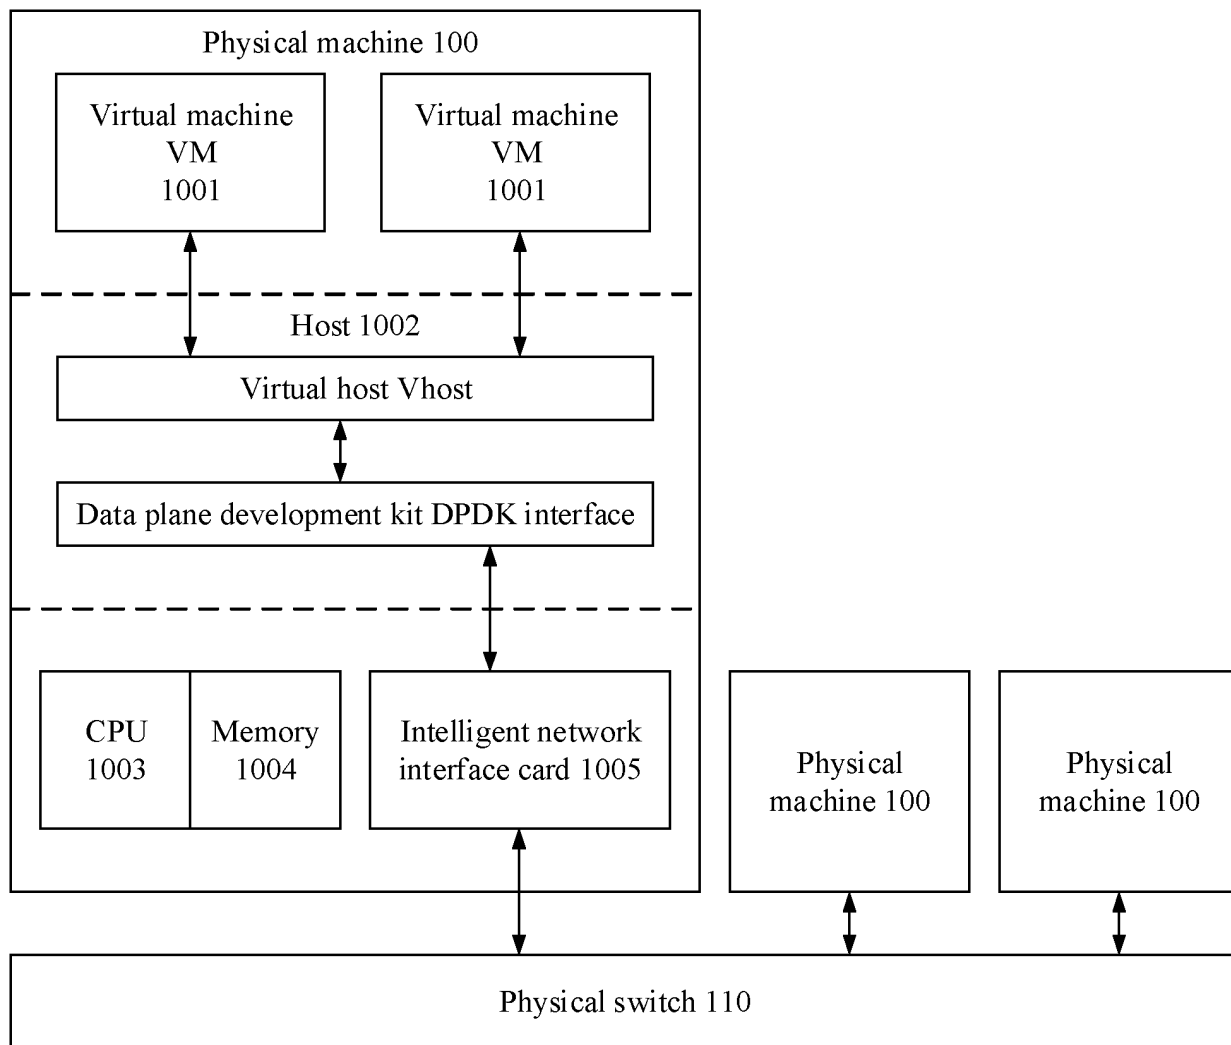 Physical machine 100
Virtual machine
VM
1001
Virtual machine
VM
1001
Host 1002
Virtual host Vhost
Data plane development kit DPDK interface
CPU
1003
Memory
1004
Intelligent network
interface card 1005
Physical
machine 100
Physical
machine 100
Physical switch 110